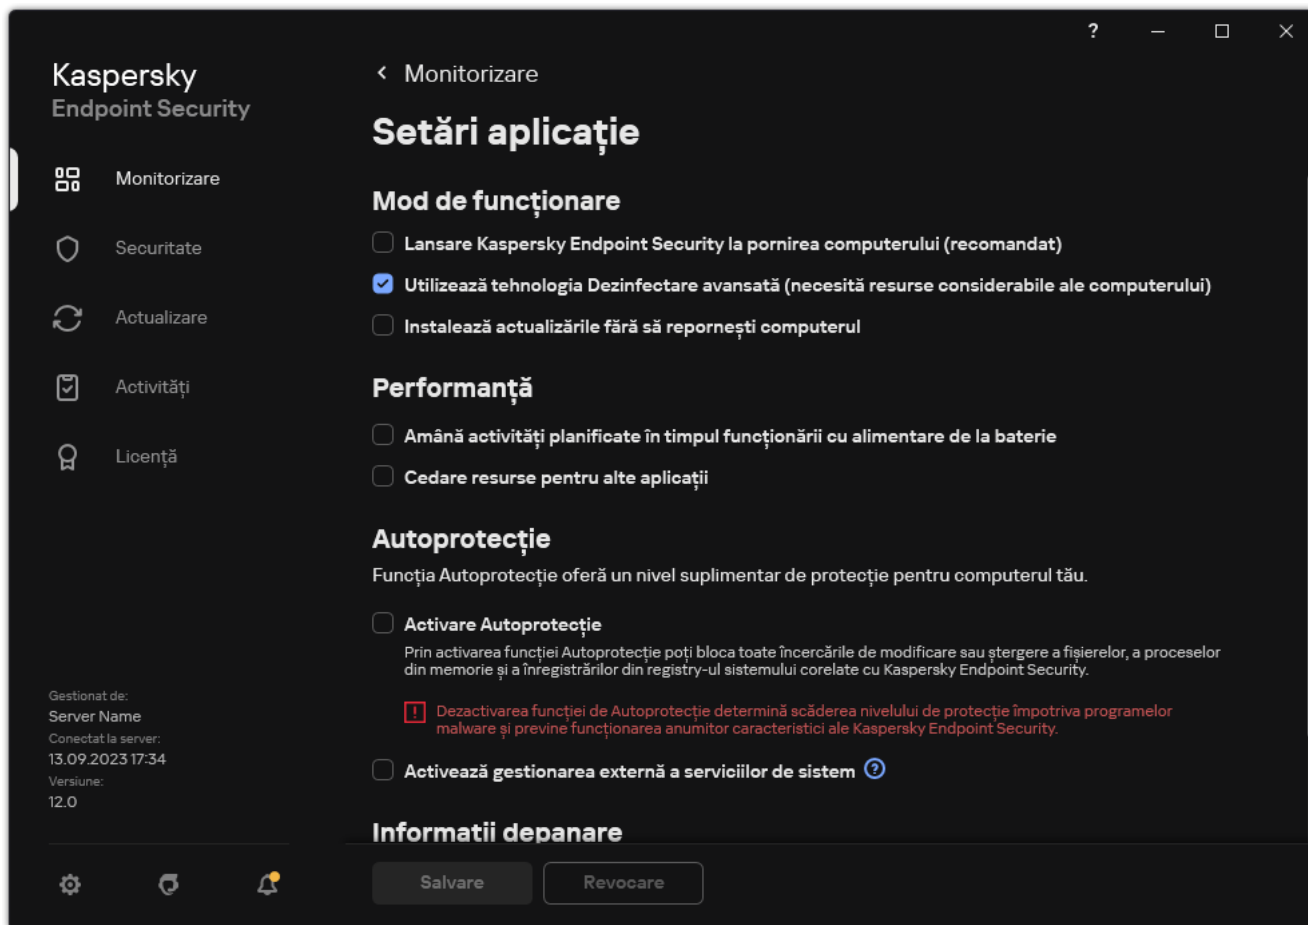 Kaspersky
Endpoint Security
Monitorizare
Securitate
Actualizare
Activități
Licență
Gestionat de:
Server Name
Conectat la server:
13.09.2023 17:34
Versiune:
12.0
?
Monitorizare
Setări aplicație
Mod de funcționare
Lansare Kaspersky Endpoint Security la pornirea computerului (recomandat)
Utilizează tehnologia Dezinfectare avansată (necesită resurse considerabile ale computerului)
Instalează actualizările fără să repornești computerul
Performanță
Amână activități planificate în timpul funcționării cu alimentare de la baterie
Cedare resurse pentru alte aplicații
Autoprotecție
Funcția Autoprotecție oferă un nivel suplimentar de protecție pentru computerul tău.
Activare Autoprotecție
Prin activarea funcției Autoprotecție poți bloca toate încercările de modificare sau ștergere a fișierelor, a proceselor
din memorie și a înregistrărilor din registry-ul sistemului corelate cu Kaspersky Endpoint Security.
! Dezactivarea funcției de Autoprotecție determină scăderea nivelului de protecție împotriva programelor
malware și previne funcționarea anumitor caracteristici ale Kaspersky Endpoint Security.
Activează gestionarea externă a serviciilor de sistem ?
Informații depanare
Salvare
Revocare